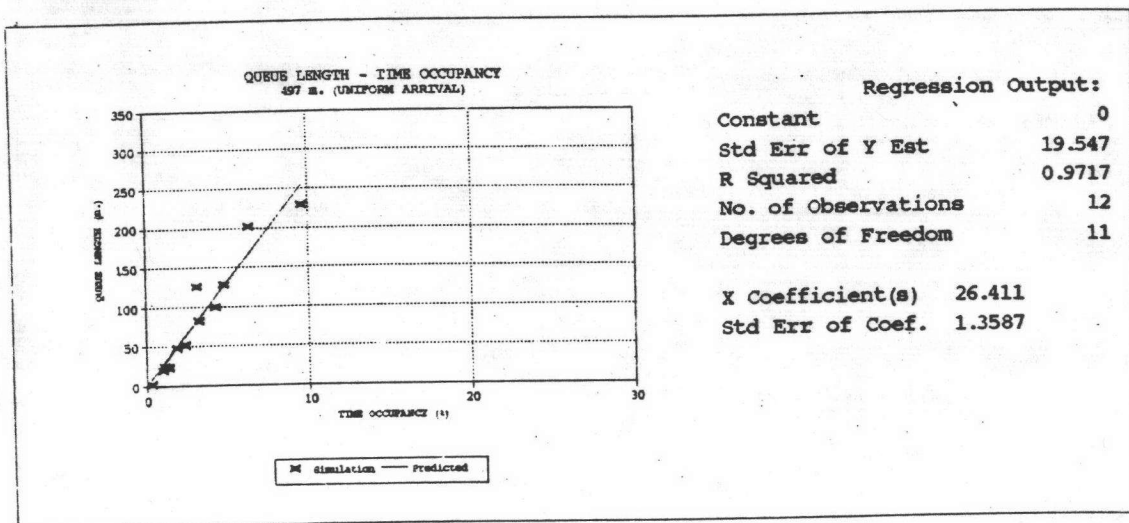 QUEUE LENGTH - TIME OCCUPANCY
497 m. (UNIFORM ARRIVAL)
350
300
250
200
150
100
50
0
QUEUE LENGTH (m.)
0 10 20 30
TIME OCCUPANCY (%)
Simulation Predicted
Regression Output:
Constant 0
Std Err of Y Est 19.547
R Squared 0.9717
No. of Observations 12
Degrees of Freedom 11
X Coefficient(s) 26.411
Std Err of Coef. 1.3587